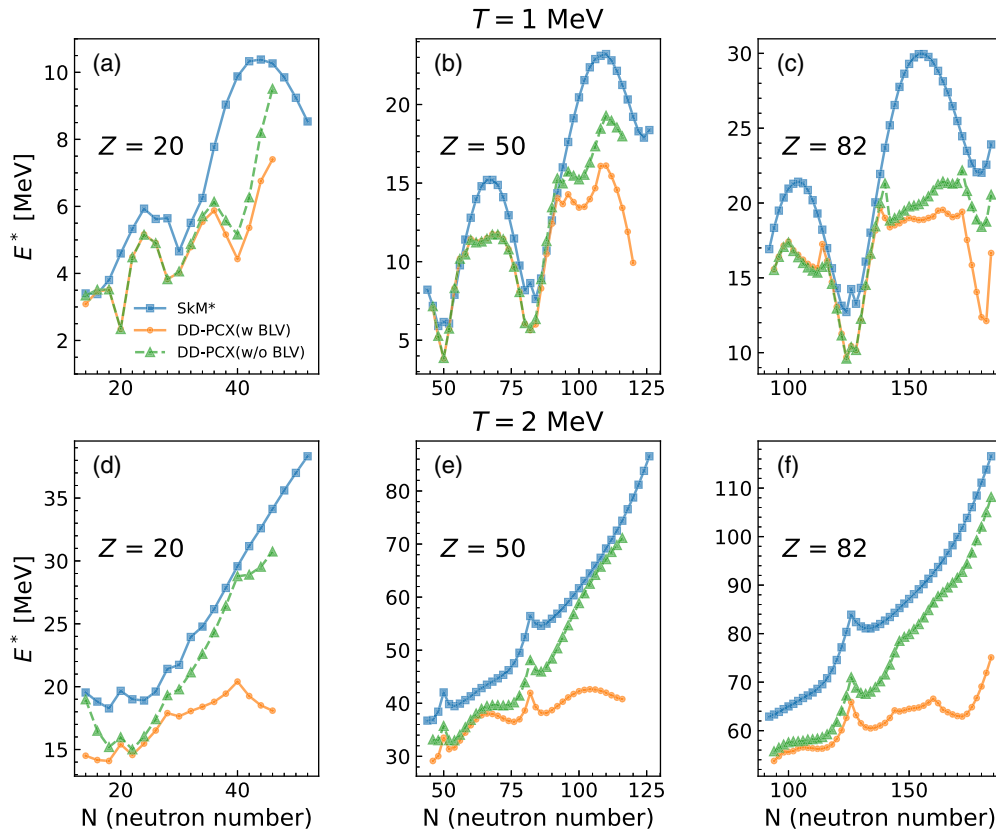 T = 1 MeV
(a)
(b)
(c)
Z = 20
Z = 50
Z = 82
E* [MeV]
10
8
6
4
2
20
15
10
5
30
25
20
15
10
SkM*
DD-PCX(w BLV)
DD-PCX(w/o BLV)
20
40
50
75
100
125
100
150
T = 2 MeV
(d)
(e)
(f)
Z = 20
Z = 50
Z = 82
E* [MeV]
35
30
25
20
15
80
70
60
50
40
30
110
100
90
80
70
60
20
40
50
75
100
125
100
150
N (neutron number)
N (neutron number)
N (neutron number)